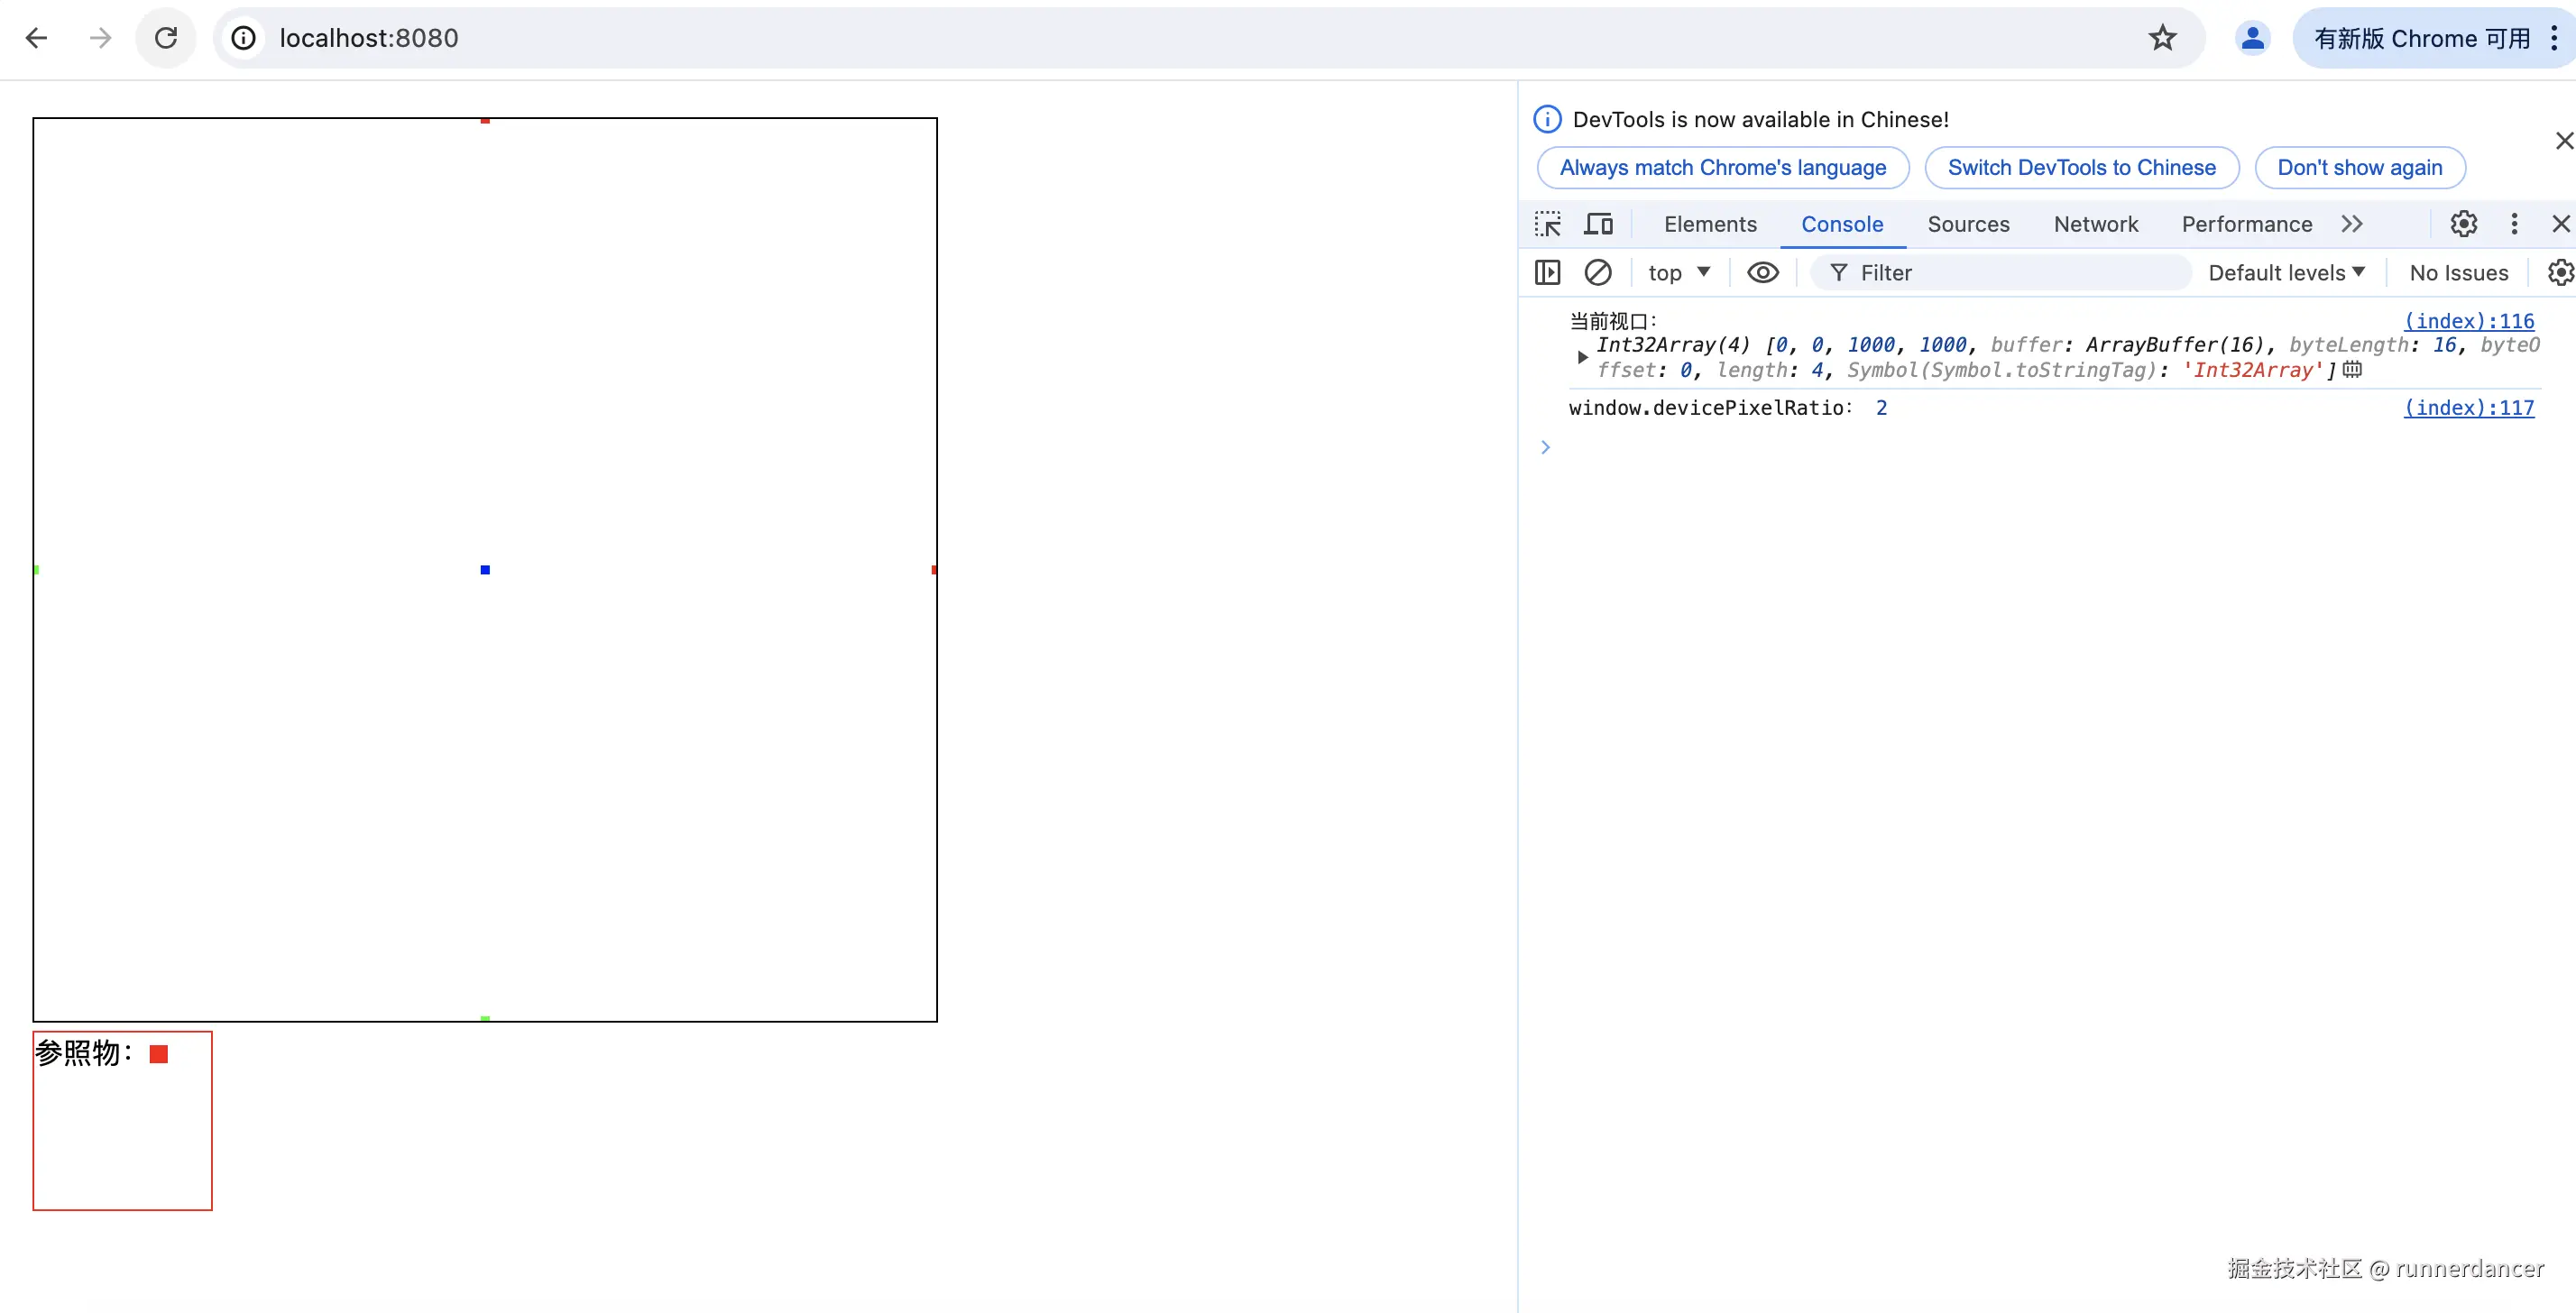 localhost:8080
有新版 Chrome 可用
DevTools is now available in Chinese!
Always match Chrome's language
Switch DevTools to Chinese
Don't show again
Elements
Console
Sources
Network
Performance
top
Filter
Default levels
No Issues
当前视口:
(index):116
Int32Array(4) [0, 0, 1000, 1000, buffer: ArrayBuffer(16), byteLength: 16, byteO
ffset: 0, length: 4, Symbol(Symbol.toStringTag): 'Int32Array']
window.devicePixelRatio: 2
(index):117
参照物：
掘金技术社区 @ runnerdancer